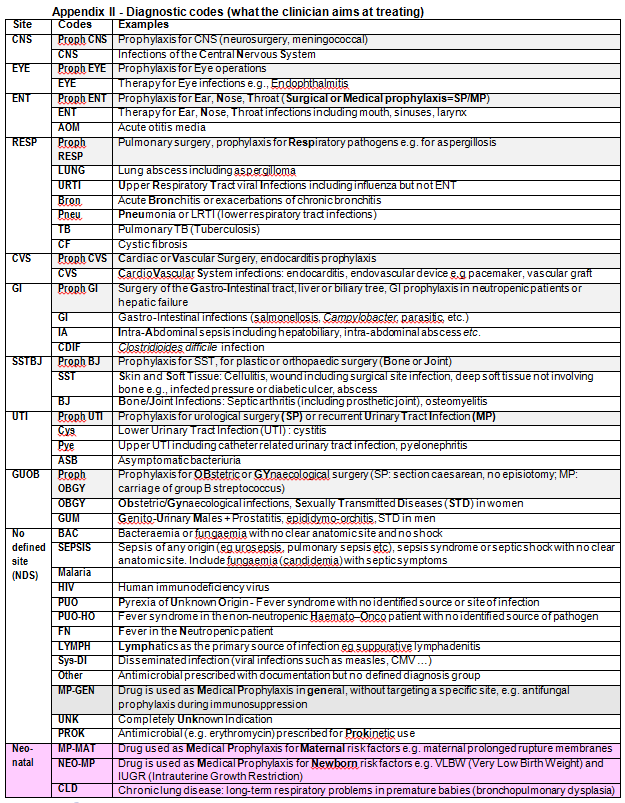 Appendix II - Diagnostic codes (what the clinician aims at treating)
Site Codes Examples
CNS Proph CNS Prophylaxis for CNS (neurosurgery, meningococcal)
CNS Infections of the Central Nervous System
EYE Proph EYE Prophylaxis for Eye operations
EYE Therapy for Eye infections e.g., Endophthalmitis
ENT Proph ENT Prophylaxis for Ear, Nose, Throat (Surgical or Medical prophylaxis=SP/MP)
ENT Therapy for Ear, Nose, Throat infections including mouth, sinuses, larynx
AOM Acute otitis media
RESP Proph Pulmonary surgery, prophylaxis for Respiratory pathogens e.g. for aspergillosis
RESP
LUNG Lung abscess including aspergilloma
URTI Upper Respiratory Tract viral Infections including influenza but not ENT
Bron Acute Bronchitis or exacerbations of chronic bronchitis
Pneu Pneumonia or LRTI (lower respiratory tract infections)
TB Pulmonary TB (Tuberculosis)
CF Cystic fibrosis
CVS Proph CVS Cardiac or Vascular Surgery, endocarditis prophylaxis
CVS CardioVascular System infections: endocarditis, endovascular device e.g pacemaker, vascular graft
GI Proph GI Surgery of the Gastro-Intestinal tract, liver or biliary tree, GI prophylaxis in neutropenic patients or
hepatic failure
GI Gastro-Intestinal infections (salmonellosis, Campylobacter, parasitic, etc.)
IA Intra-Abdominal sepsis including hepatobiliary, intra-abdominal abscess etc.
CDIF Clostridioides difficile infection
SSTBJ Proph BJ Prophylaxis for SST, for plastic or orthopaedic surgery (Bone or Joint)
SST Skin and Soft Tissue: Cellulitis, wound including surgical site infection, deep soft tissue not involving
bone e.g., infected pressure or diabetic ulcer, abscess
BJ Bone/Joint Infections: Septic arthritis (including prosthetic joint), osteomyelitis
UTI Proph UTI Prophylaxis for urological surgery (SP) or recurrent Urinary Tract Infection (MP)
Cys Lower Urinary Tract Infection (UTI) : cystitis
Pye Upper UTI including catheter related urinary tract infection, pyelonephritis
ASB Asymptomatic bacteriuria
GUOB Proph Prophylaxis for OBstetric or GYnaecological surgery (SP: section caesarean, no episiotomy; MP:
OBGY carriage of group B streptococcus)
OBGY Obstetric/Gynaecological infections, Sexually Transmitted Diseases (STD) in women
GUM Genito-Urinary Males + Prostatitis, epididymo-orchitis, STD in men
No BAC Bacteraemia or fungaemia with no clear anatomic site and no shock
defined SEPSIS Sepsis of any origin (eg urosepsis, pulmonary sepsis etc), sepsis syndrome or septic shock with no clear
site anatomic site. Include fungaemia (candidemia) with septic symptoms
(NDS) Malaria
HIV Human immunodeficiency virus
PUO Pyrexia of Unknown Origin - Fever syndrome with no identified source or site of infection
PUO-HO Fever syndrome in the non-neutropenic Haemato–Onco patient with no identified source of pathogen
FN Fever in the Neutropenic patient
LYMPH Lymphatics as the primary source of infection eg suppurative lymphadenitis
Sys-DI Disseminated infection (viral infections such as measles, CMV …)
Other Antimicrobial prescribed with documentation but no defined diagnosis group
MP-GEN Drug is used as Medical Prophylaxis in general, without targeting a specific site, e.g. antifungal
prophylaxis during immunosuppression
UNK Completely Unknown Indication
PROK Antimicrobial (e.g. erythromycin) prescribed for Prokinetic use
Neo- MP-MAT Drug used as Medical Prophylaxis for Maternal risk factors e.g. maternal prolonged rupture membranes
natal NEO-MP Drug is used as Medical Prophylaxis for Newborn risk factors e.g. VLBW (Very Low Birth Weight) and
IUGR (Intrauterine Growth Restriction)
CLD Chronic lung disease: long-term respiratory problems in premature babies (bronchopulmonary dysplasia)